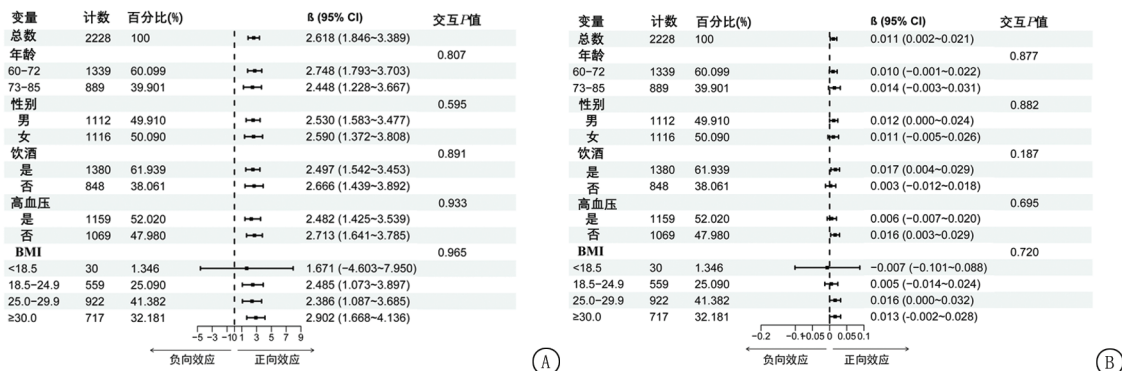 变量 计数 百分比(%) ß (95% CI) 交互P值
总数 2228 100 2.618 (1.846~3.389)
年龄 0.807
60−72 1339 60.099 2.748 (1.793~3.703)
73−85 889 39.901 2.448 (1.228~3.667)
性别 0.595
男 1112 49.910 2.530 (1.583~3.477)
女 1116 50.090 2.590 (1.372~3.808)
饮酒 0.891
是 1380 61.939 2.497 (1.542~3.453)
否 848 38.061 2.666 (1.439~3.892)
高血压 0.933
是 1159 52.020 2.482 (1.425~3.539)
否 1069 47.980 2.713 (1.641~3.785)
BMI 0.965
<18.5 30 1.346 1.671 (−4.603~7.950)
18.5−24.9 559 25.090 2.485 (1.073~3.897)
25.0−29.9 922 41.382 2.386 (1.087~3.685)
≥30.0 717 32.181 2.902 (1.668~4.136)
−5 −3 −1 0 1 3 5 7 9
负向效应 正向效应
A
变量 计数 百分比(%) ß (95% CI) 交互P值
总数 2228 100 0.011 (0.002~0.021)
年龄 0.877
60−72 1339 60.099 0.010 (−0.001~0.022)
73−85 889 39.901 0.014 (−0.003~0.031)
性别 0.882
男 1112 49.910 0.012 (0.000~0.024)
女 1116 50.090 0.011 (−0.005~0.026)
饮酒 0.187
是 1380 61.939 0.017 (0.004~0.029)
否 848 38.061 0.003 (−0.012~0.018)
高血压 0.695
是 1159 52.020 0.006 (−0.007~0.020)
否 1069 47.980 0.016 (0.003~0.029)
BMI 0.720
<18.5 30 1.346 −0.007 (−0.101~0.088)
18.5−24.9 559 25.090 0.005 (−0.014~0.024)
25.0−29.9 922 41.382 0.016 (0.000~0.032)
≥30.0 717 32.181 0.013 (-0.002~0.028)
−0.2 −0.1 −0.05 0 0.05 0.1
负向效应 正向效应
B